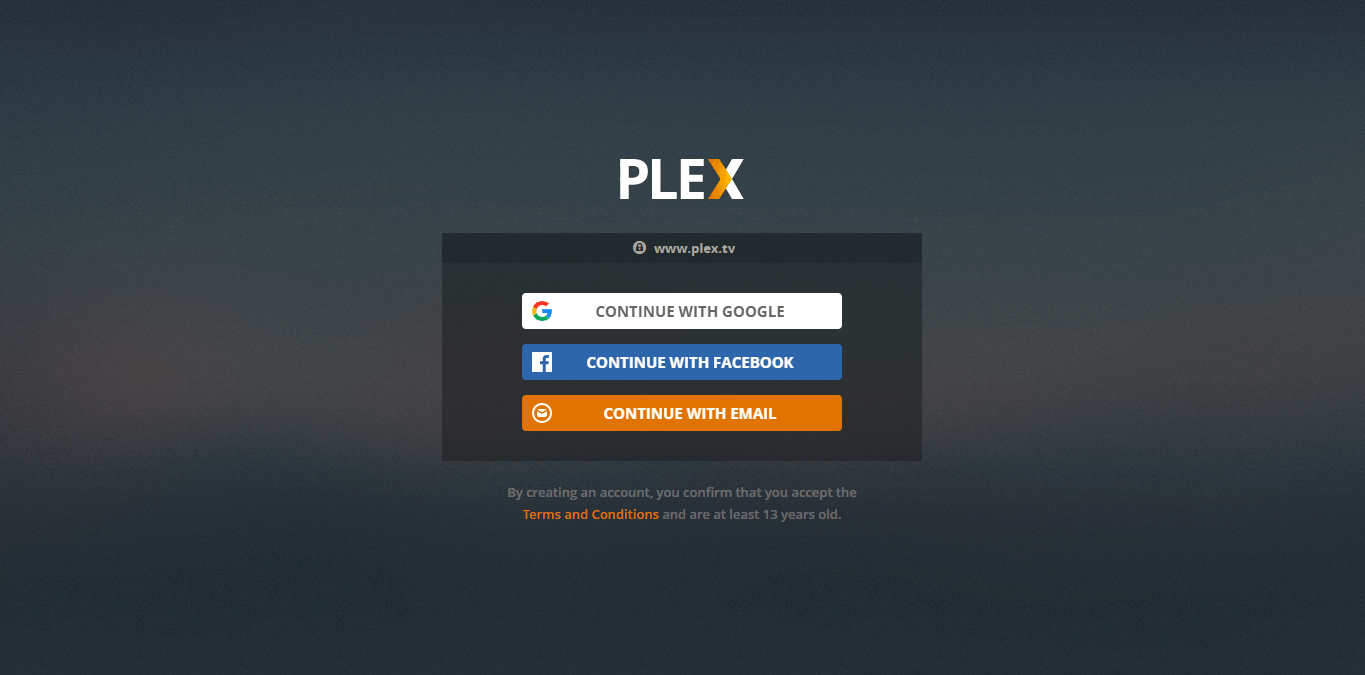 PLEX
www.plex.tv
CONTINUE WITH GOOGLE
CONTINUE WITH FACEBOOK
CONTINUE WITH EMAIL
By creating an account, you confirm that you accept the
Terms and Conditions and are at least 13 years old.